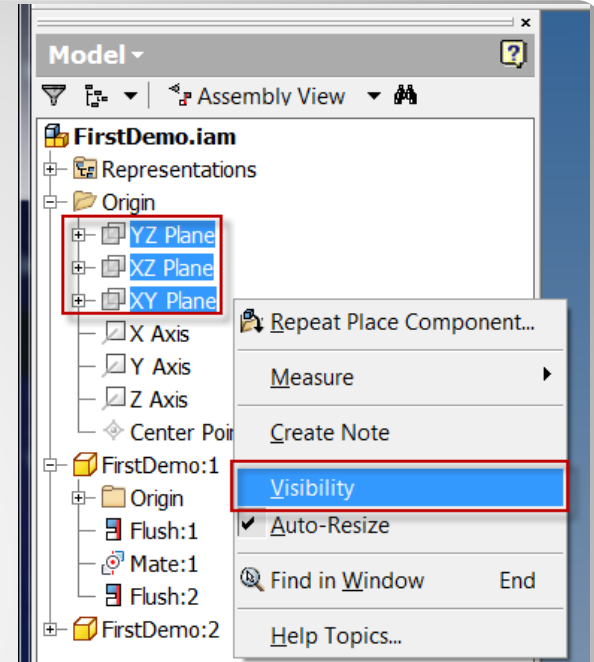 Model
Assembly View
FirstDemo.iam
Representations
Origin
YZ Plane
XZ Plane
XY Plane
Repeat Place Component...
X Axis
Y Axis
Measure
Z Axis
Center Poi
Create Note
FirstDemo:1
Visibility
Origin
Auto-Resize
Flush:1
Mate:1
Find in Window End
Flush:2
FirstDemo:2
Help Topics...